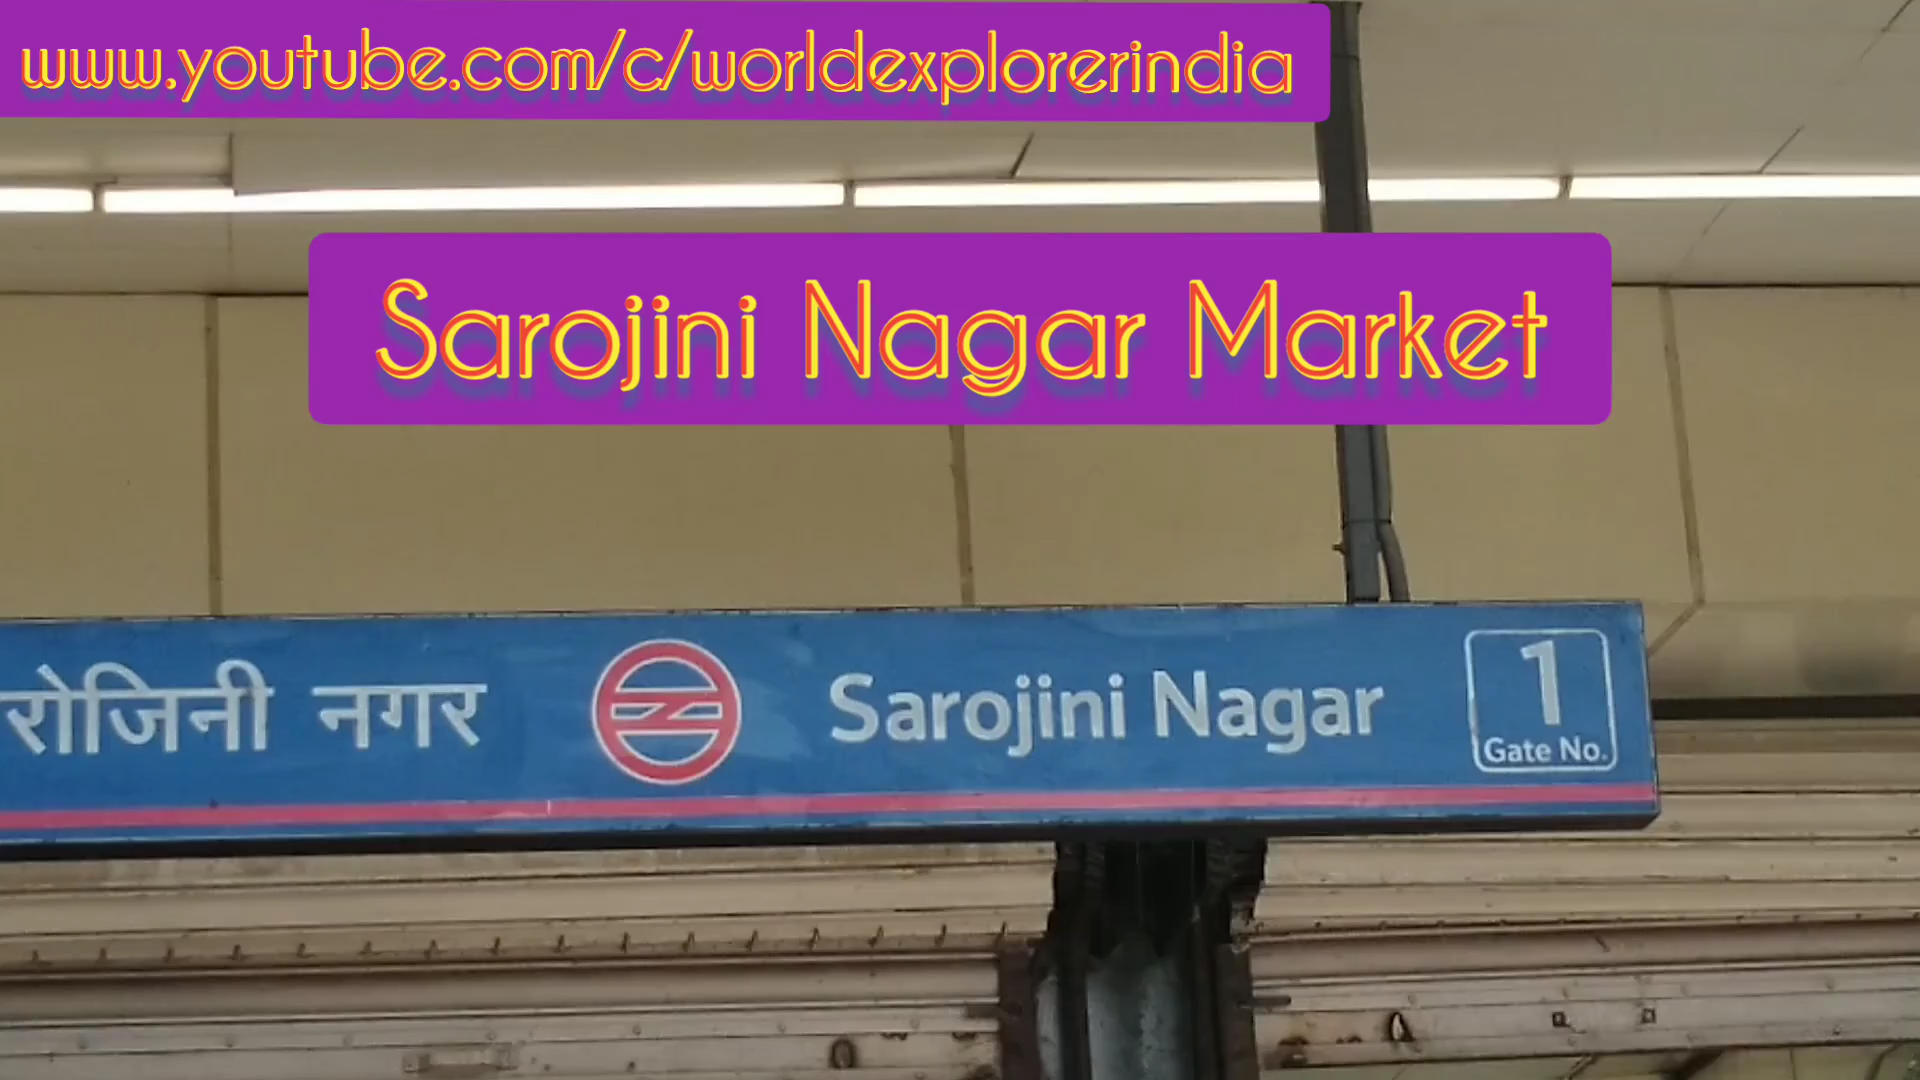 www.youtube.com/c/worldexplorerindia
Sarojini Nagar Market
रोजिनी नगर Sarojini Nagar
1
Gate No.